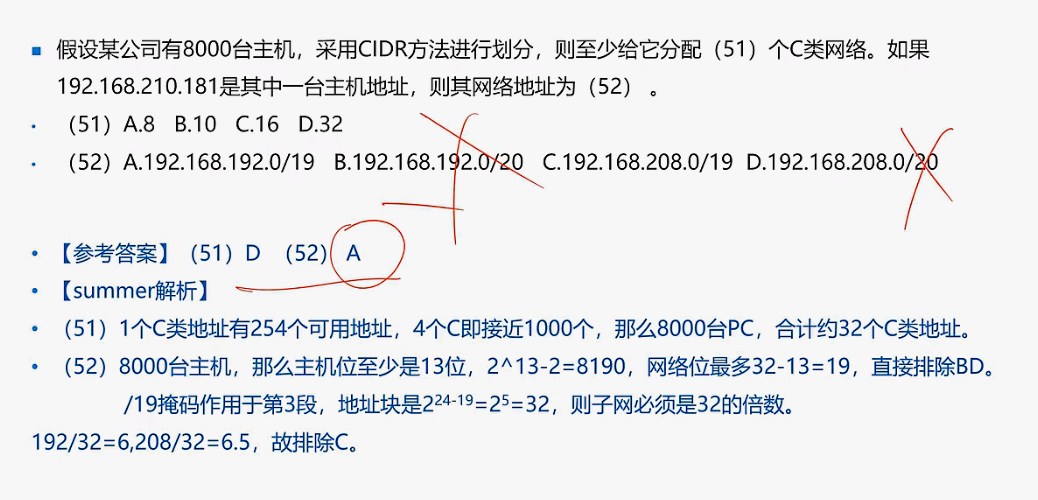 ▪ 假设某公司有8000台主机，采用CIDR方法进行划分，则至少给它分配（51）个C类网络。如果
192.168.210.181是其中一台主机地址，则其网络地址为（52） 。
• （51）A.8 B.10 C.16 D.32
• （52）A.192.168.192.0/19 B.192.168.192.0/20 C.192.168.208.0/19 D.192.168.208.0/20
• 【参考答案】（51）D （52）A
• 【summer解析】
• （51）1个C类地址有254个可用地址，4个C即接近1000个，那么8000台PC，合计约32个C类地址。
• （52）8000台主机，那么主机位至少是13位，2^13-2=8190，网络位最多32-13=19，直接排除BD。
/19掩码作用于第3段，地址块是2²⁴⁻¹⁹=2⁵=32，则子网必须是32的倍数。
192/32=6,208/32=6.5，故排除C。